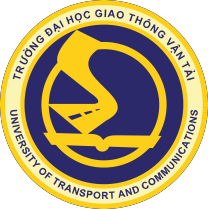 TRƯỜNG ĐẠI HỌC GIAO THÔNG VẬN TẢI
UNIVERSITY OF TRANSPORT AND COMMUNICATIONS